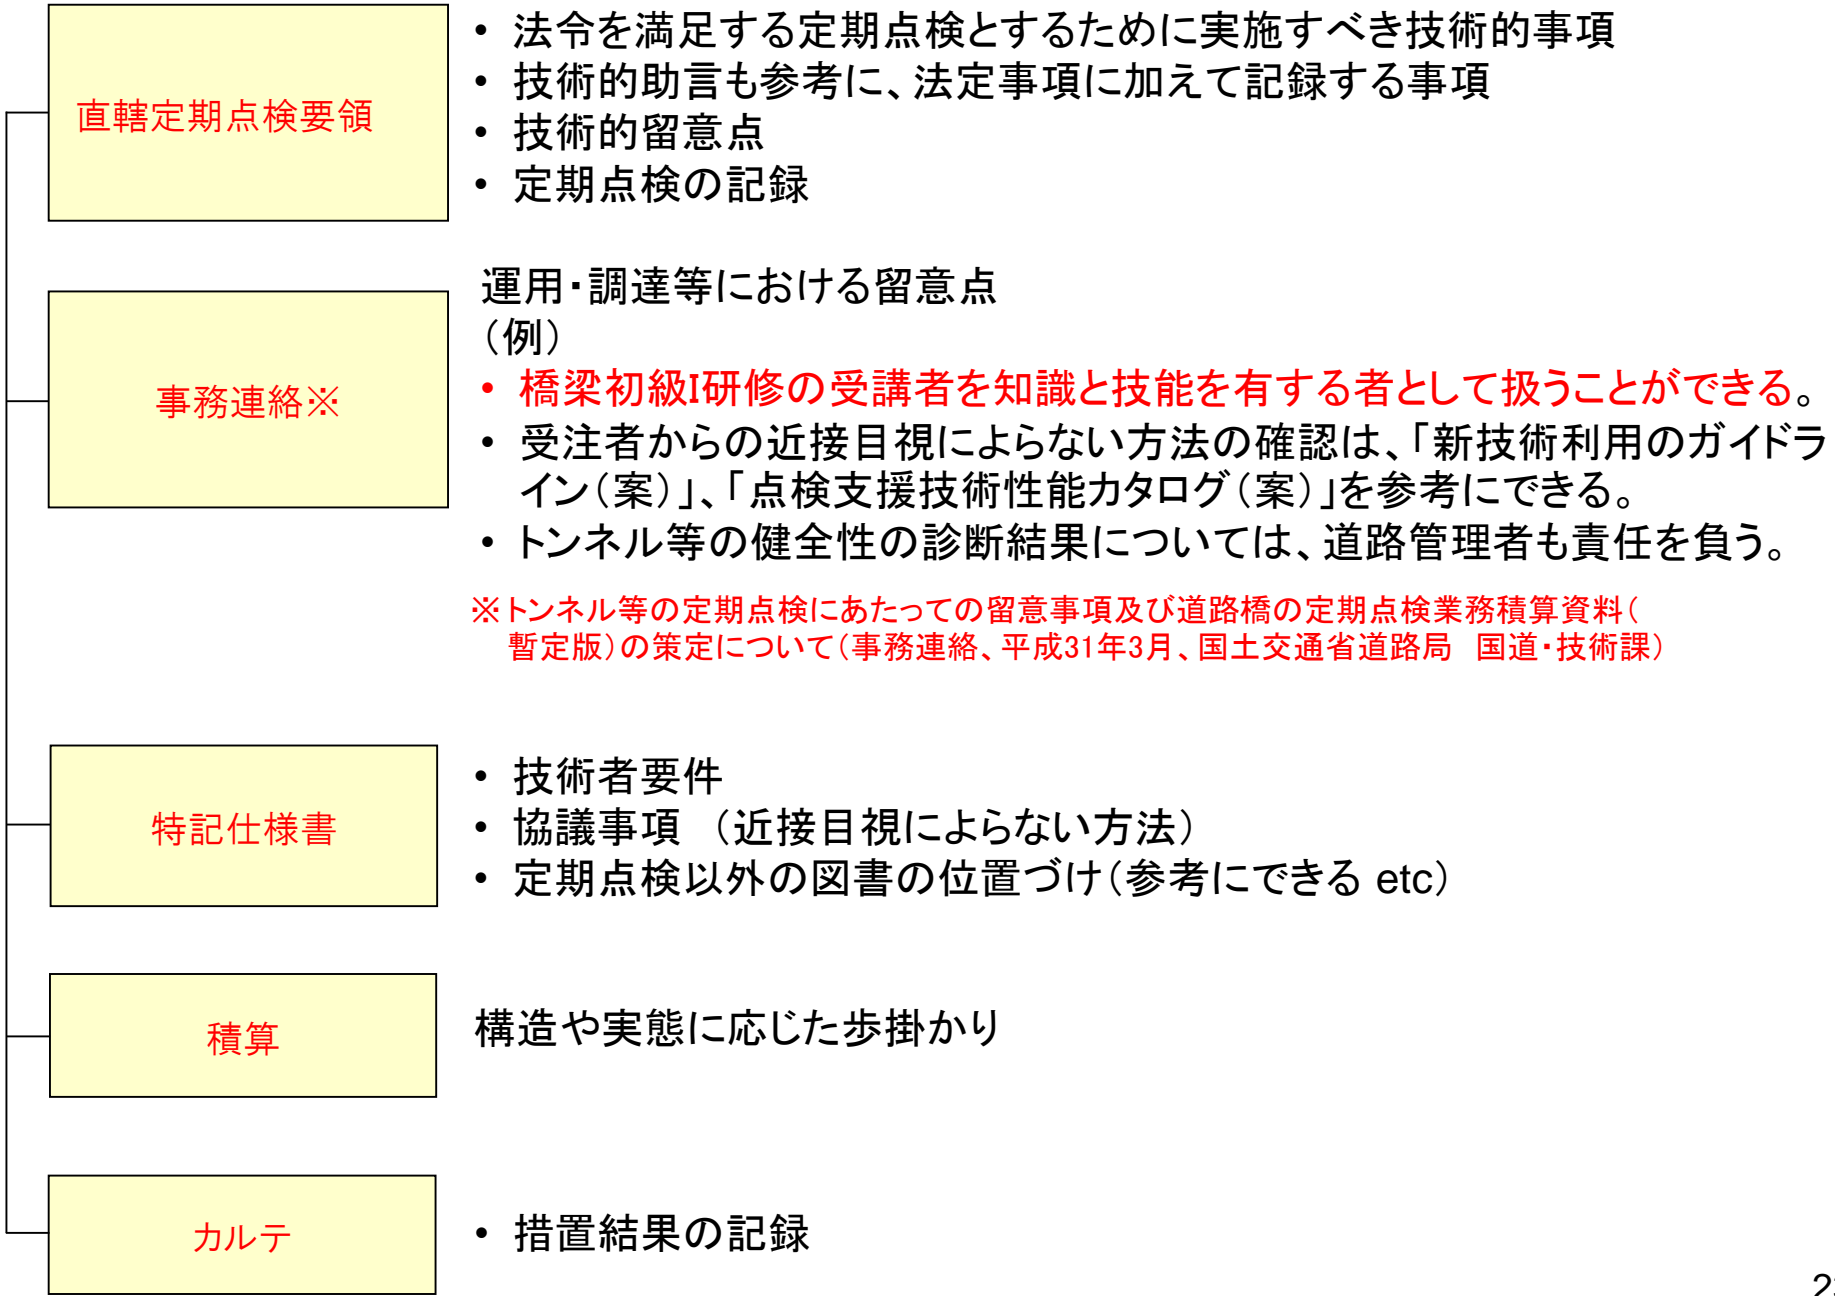 直轄定期点検要領
• 法令を満足する定期点検とするために実施すべき技術的事項
• 技術的助言も参考に、法定事項に加えて記録する事項
• 技術的留意点
• 定期点検の記録
事務連絡※
運用・調達等における留意点
（例）
• 橋梁初級I研修の受講者を知識と技能を有する者として扱うことができる。
• 受注者からの近接目視によらない方法の確認は、「新技術利用のガイドラ
イン（案）」、「点検支援技術性能カタログ（案）」を参考にできる。
• トンネル等の健全性の診断結果については、道路管理者も責任を負う。
※トンネル等の定期点検にあたっての留意事項及び道路橋の定期点検業務積算資料（
暫定版）の策定について（事務連絡、平成31年3月、国土交通省道路局　国道・技術課）
特記仕様書
• 技術者要件
• 協議事項　（近接目視によらない方法）
• 定期点検以外の図書の位置づけ（参考にできる etc）
積算
構造や実態に応じた歩掛かり
カルテ
• 措置結果の記録